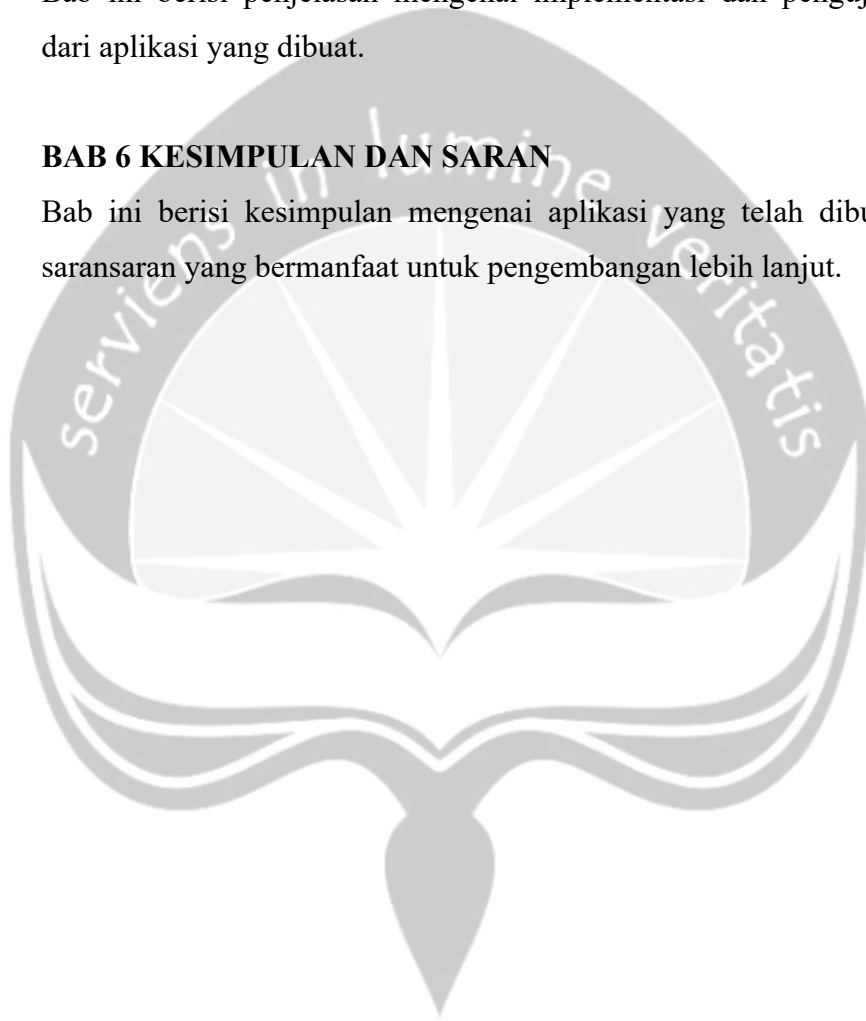 Bab ini berisi penjelasan mengenai implementasi dan
dari aplikasi yang dibuat.
BAB 6 KESIMPULAN DAN SARAN
Bab ini berisi kesimpulan mengenai aplikasi yang telah
saransaran yang bermanfaat untuk pengembangan lebih lanjut.
serviens in lumine veritatis